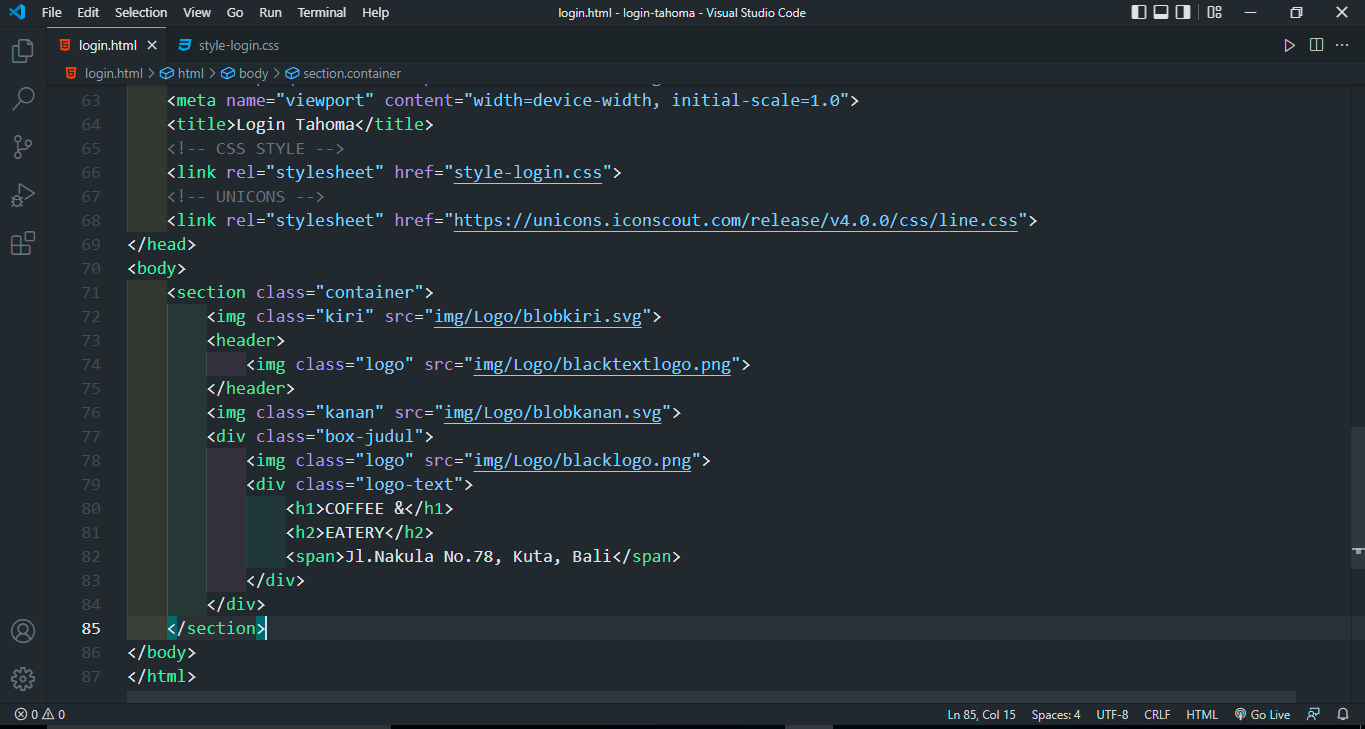 File Edit Selection View Go Run Terminal Help login.html - login-tahoma - Visual Studio Code
login.html style-login.css
login.html > html > body > section.container
63 <meta name="viewport" content="width=device-width, initial-scale=1.0">
64 <title>Login Tahoma</title>
65 <!-- CSS STYLE -->
66 <link rel="stylesheet" href="style-login.css">
67 <!-- UNICONS -->
68 <link rel="stylesheet" href="https://unicons.iconscout.com/release/v4.0.0/css/line.css">
69 </head>
70 <body>
71 <section class="container">
72 <img class="kiri" src="img/Logo/blobkiri.svg">
73 <header>
74 <img class="logo" src="img/Logo/blacktextlogo.png">
75 </header>
76 <img class="kanan" src="img/Logo/blobkanan.svg">
77 <div class="box-judul">
78 <img class="logo" src="img/Logo/blacklogo.png">
79 <div class="logo-text">
80 <h1>COFFEE &</h1>
81 <h2>EATERY</h2>
82 <span>Jl.Nakula No.78, Kuta, Bali</span>
83 </div>
84 </div>
85 </section>
86 </body>
87 </html>
0 0 Ln 85, Col 15 Spaces: 4 UTF-8 CRLF HTML Go Live